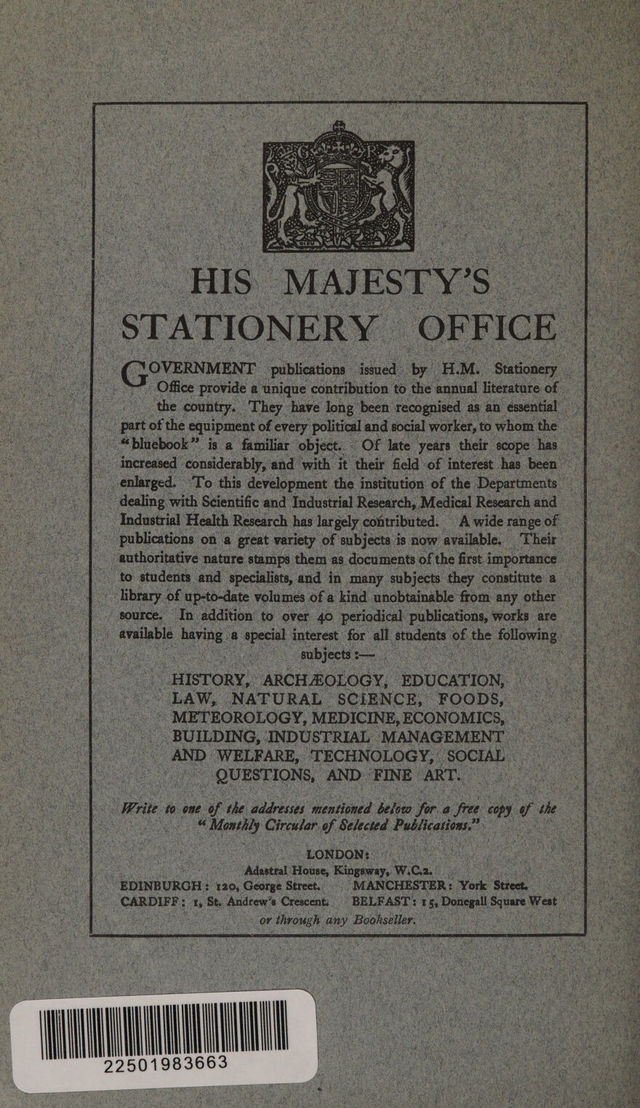 G R
HIS MAJESTY'S
STATIONERY OFFICE
GOVERNMENT publications issued by H.M. Stationery
Office provide a unique contribution to the annual literature of
the country. They have long been recognised as an essential
part of the equipment of every political and social worker, to whom the
“bluebook” is a familiar object. Of late years their scope has
increased considerably, and with it their field of interest has been
enlarged. To this development the institution of the Departments
dealing with Scientific and Industrial Research, Medical Research and
Industrial Health Research has largely contributed. A wide range of
publications on a great variety of subjects is now available. Their
authoritative nature stamps them as documents of the first importance
to students and specialists, and in many subjects they constitute a
library of up-to-date volumes of a kind unobtainable from any other
source. In addition to over 40 periodical publications, works are
available having a special interest for all students of the following
subjects :—
HISTORY, ARCHÆOLOGY, EDUCATION,
LAW, NATURAL SCIENCE, FOODS,
METEOROLOGY, MEDICINE, ECONOMICS,
BUILDING, INDUSTRIAL MANAGEMENT
AND WELFARE, TECHNOLOGY, SOCIAL
QUESTIONS, AND FINE ART.
Write to one of the addresses mentioned below for a free copy of the
“Monthly Circular of Selected Publications.”
LONDON:
Adastral House, Kingsway, W.C.2.
EDINBURGH: 120, George Street. MANCHESTER: York Street.
CARDIFF: 1, St. Andrew's Crescent. BELFAST: 15, Donegall Square West
or through any Bookseller.
22501983663